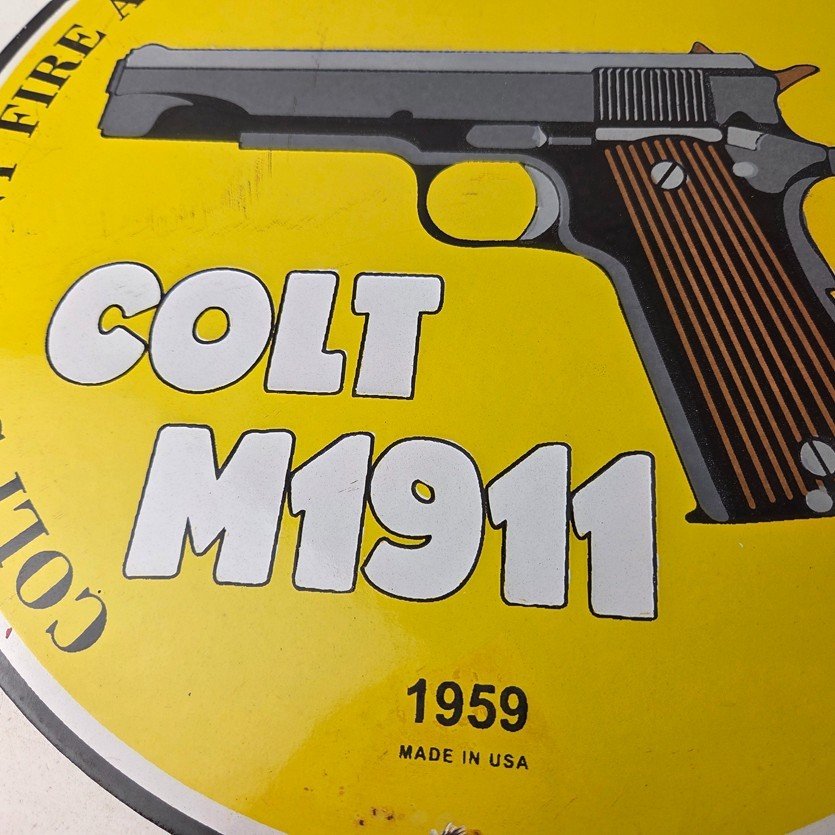 COLT
FIRE
COLT
M1911
1959
MADE IN USA